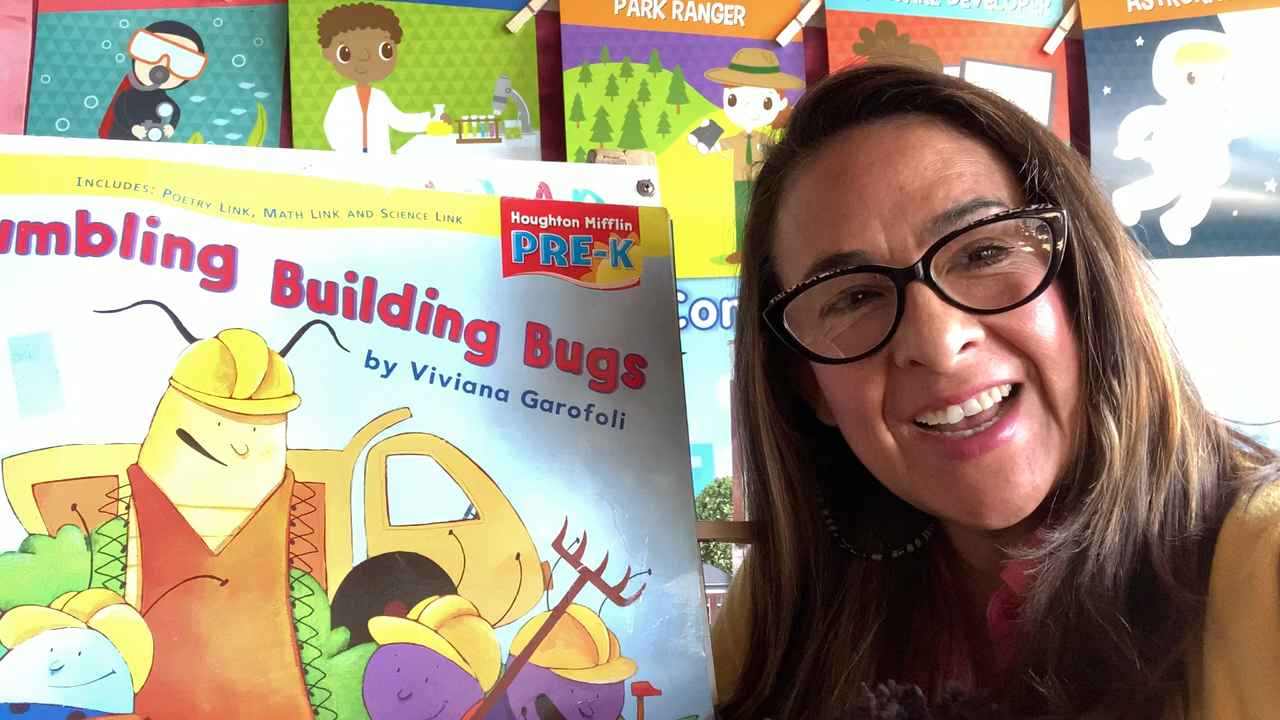 PARK RANGER
INCLUDES: POETRY LINK, MATH LINK AND SCIENCE LINK
Houghton Mifflin
PRE-K
umbling Building Bugs
by Viviana Garofoli
Con